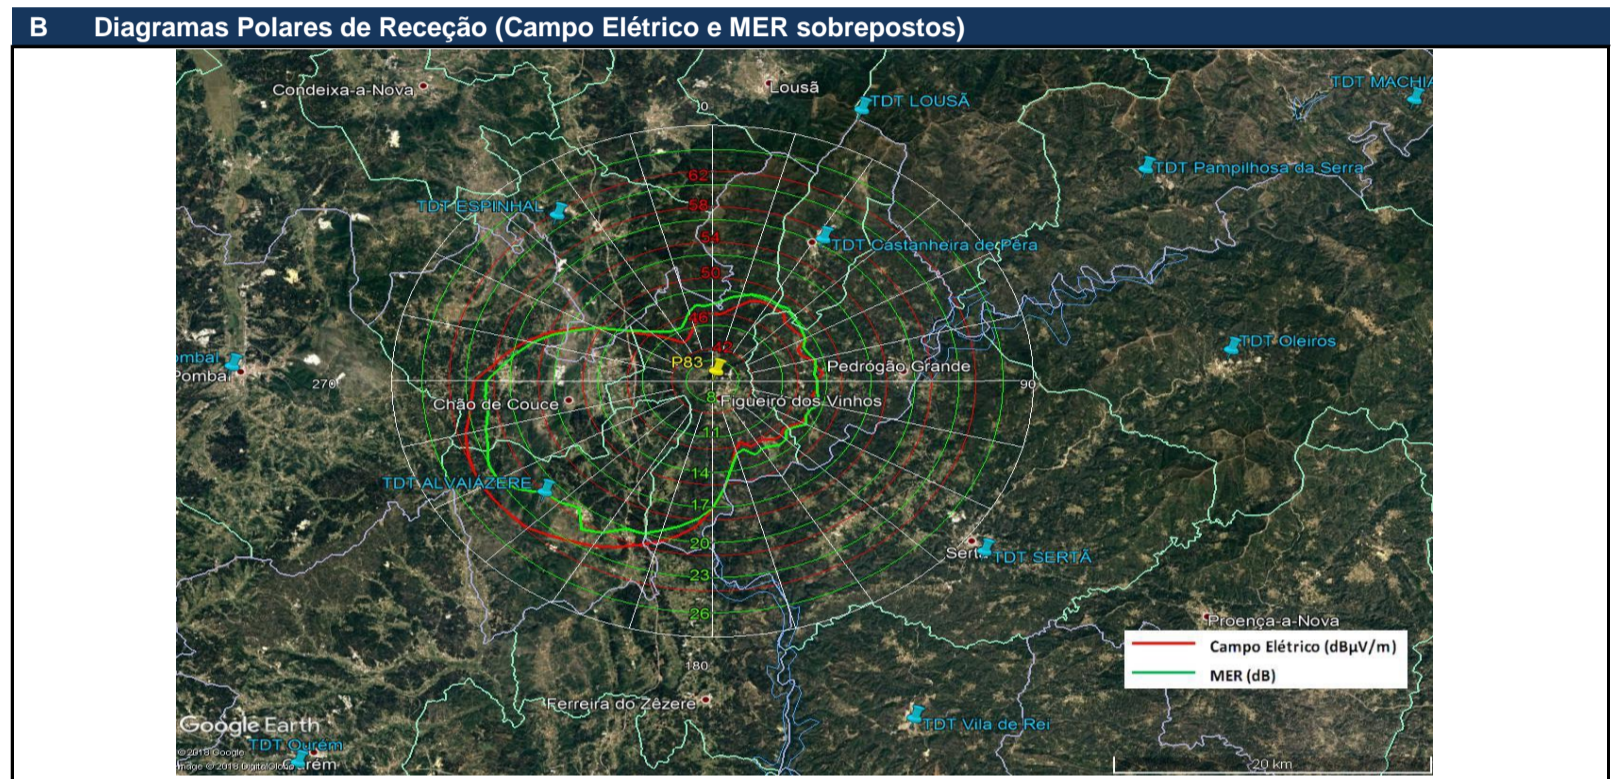 B Diagramas Polares de Receção (Campo Elétrico e MER sobrepostos)
Condeixa-a-Nova
Lousã
TDT LOUSÃ
TDT MACHIA
0
TDT Pampilhosa da Serra
62
TDT ESPINHAL
58
54
TDT Castanheira de Pêra
50
46
42
TDT Oleiros
ombal
P83
Pedrógão Grande
Pombal
270
90
8
Chão de Couce
Figueiró dos Vinhos
11
14
TDT ALVAIAZERE
17
20
TDT SERTÃ
23
26
Proença-a-Nova
Campo Elétrico (dBµV/m)
180
MER (dB)
Ferreira do Zêzere
Google Earth
TDT Vila de Rei
TDT Ourém
© 2018 Google
20 km